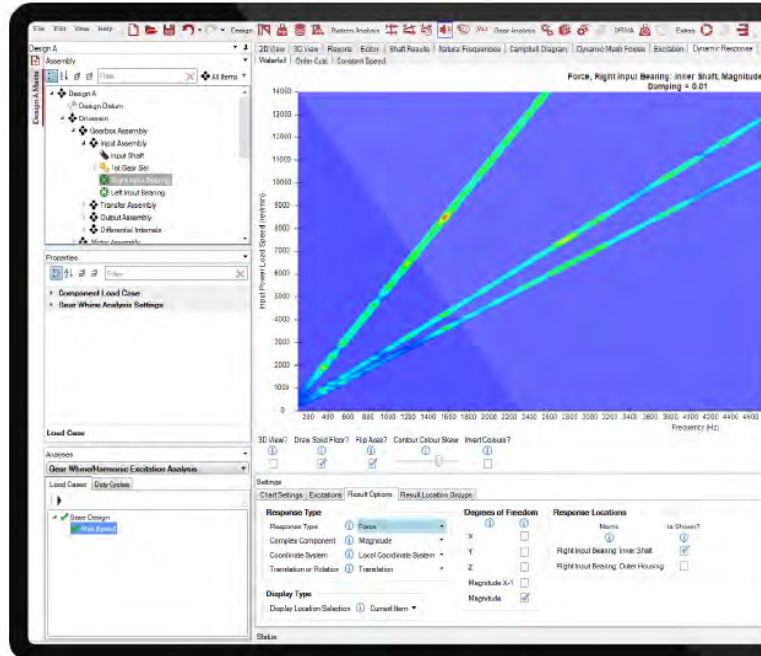 File Edit View Help Design System Analysis Gear Analysis DRIVA Extras
Design A
2D View 3D View Reports Editor Shaft Results Natural Frequencies Campbell Diagram Dynamic Mesh Forces Excitation Dynamic Response
Assembly
Waterfall Order Cuts Constant Speed
Filter All Items
Design A Masta
Design A
Design Datum
Driveroin
Gearbox Assembly
Input Assembly
Input Shaft
1st Gear Set
Right Input Bearing
Left Input Bearing
Transfer Assembly
Output Assembly
Differential Internals
Motor Assembly
Force, Right Input Bearing: Inner Shaft, Magnitude
Damping = 0.01
Input Power Load Speed (rev/min)
14000
13000
12000
11000
10000
9000
8000
7000
6000
5000
4000
3000
2000
1000
0
200 400 600 800 1000 1200 1400 1600 1800 2000 2200 2400 2600 2800 3000 3200 3400 3600 3800 4000 4200 4400 4600
Frequency (Hz)
Properties
Filter
Component Load Case
Gear Whine Analysis Settings
Load Case
3D View? Draw Solid Floor? Flip Area? Contour Colour Skew Invert Colours?
Analyses
Gear Whine/Harmonic Excitation Analysis
Load Cases Duty Cycles
Base Design
Settings
Chart Settings Excitations Result Options Result Location Groups
Response Type
Response Type Force
Complex Component Magnitude
Coordinate System Local Coordinate System
Translation or Rotation Translation
Display Type
Display Location Selection Current Item
Degrees of Freedom
X
Y
Z
Magnitude X-Y
Magnitude
Response Locations
Name Is Shown?
Right Input Bearing: Inner Shaft
Right Input Bearing: Outer Housing
Status